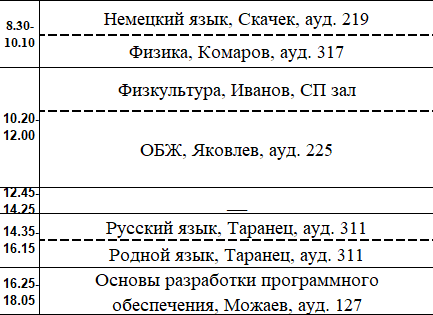 8.30-
10.10
Немецкий язык, Скачек, ауд. 219
Физика, Комаров, ауд. 317
10.20-
12.00
Физкультура, Иванов, СП зал
ОБЖ, Яковлев, ауд. 225
12.45-
14.25
__
14.35-
16.15
Русский язык, Таранец, ауд. 311
Родной язык, Таранец, ауд. 311
16.25-
18.05
Основы разработки программного
обеспечения, Можаев, ауд. 127